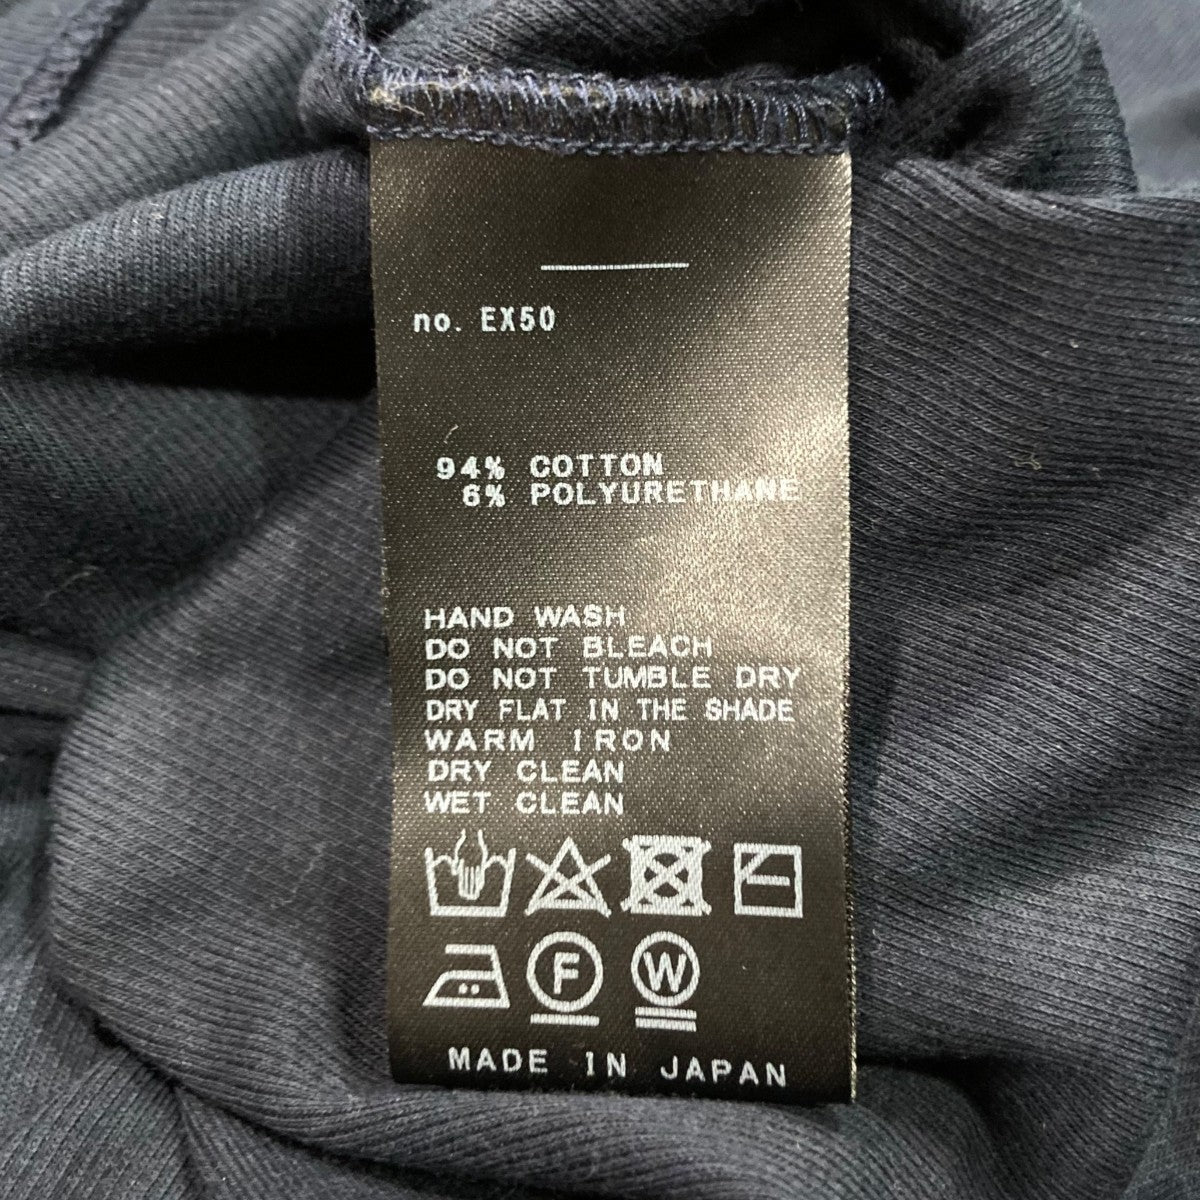 no. EX50
94% COTTON
6% POLYURETHANE
HAND WASH
DO NOT BLEACH
DO NOT TUMBLE DRY
DRY FLAT IN THE SHADE
WARM IRON
DRY CLEAN
WET CLEAN
F W
MADE IN JAPAN